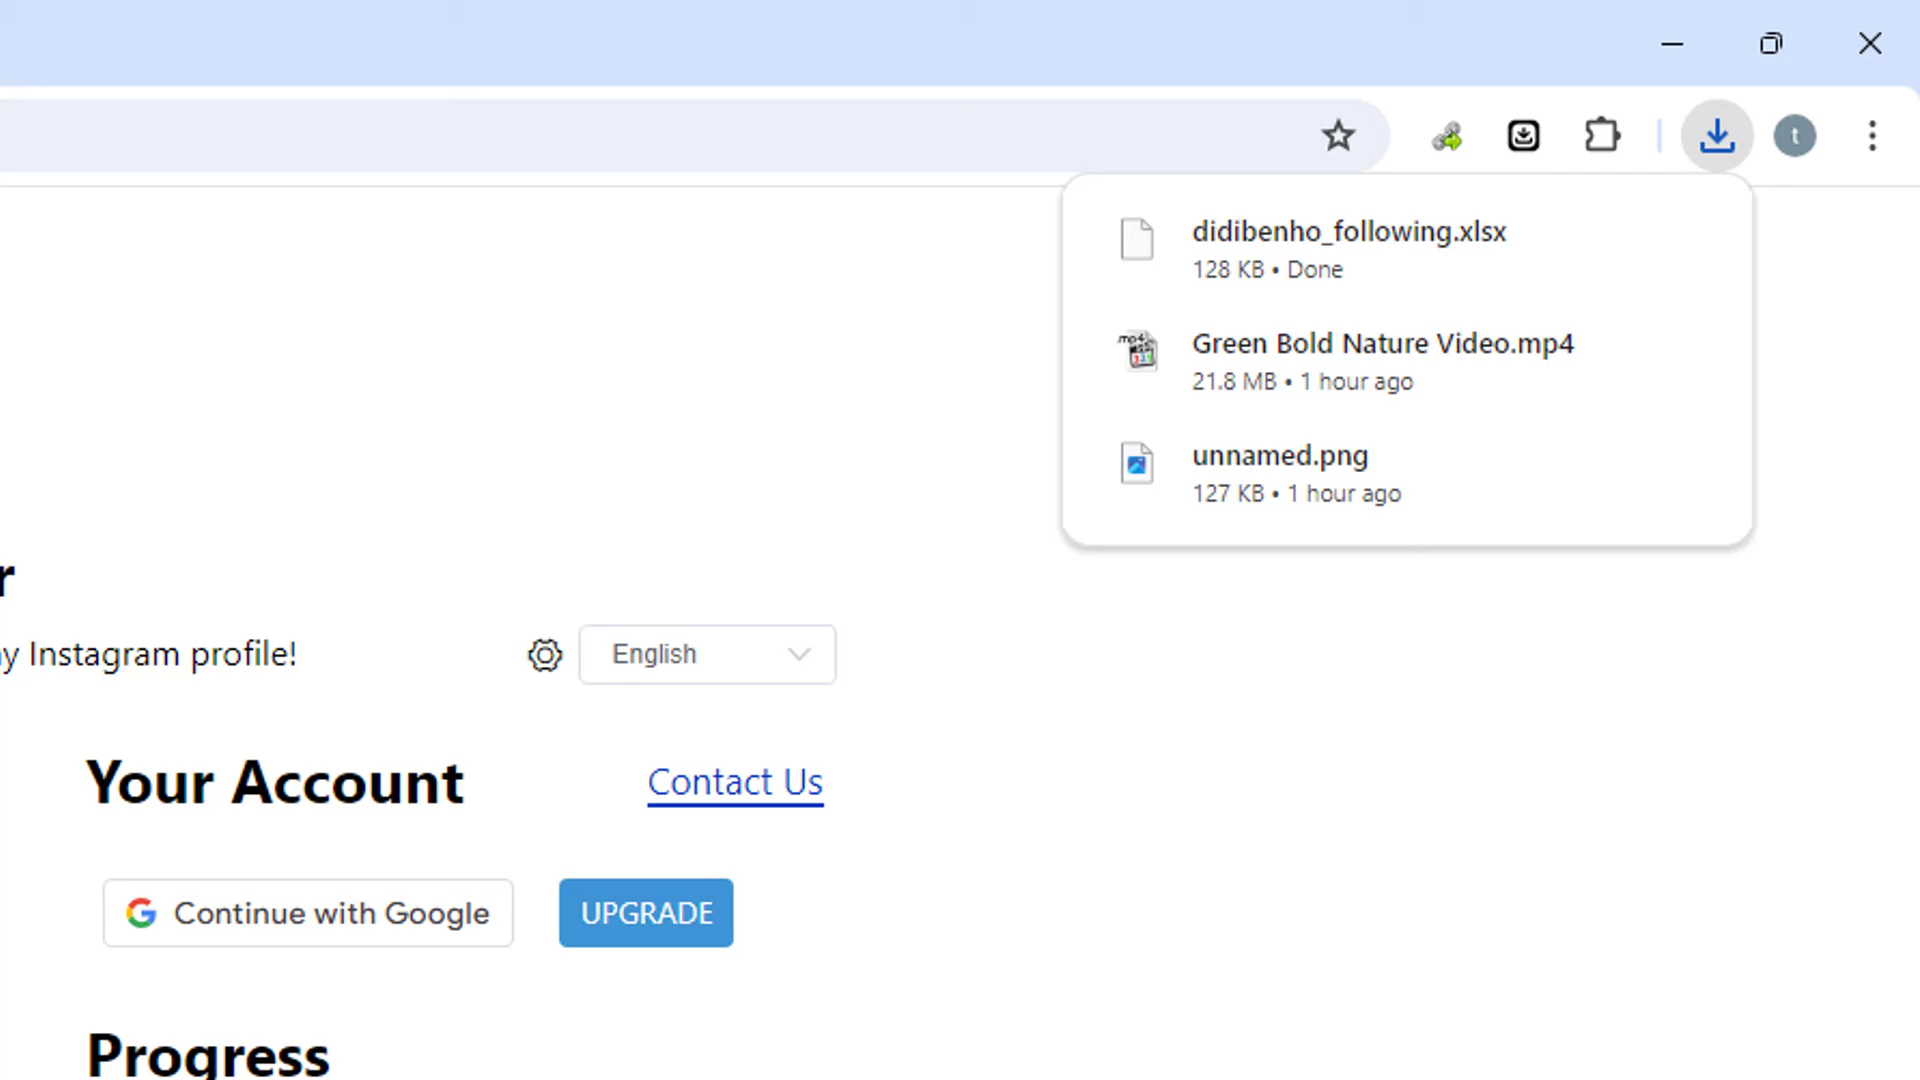 t
didibenho_following.xlsx
128 KB • Done
mp4
Green Bold Nature Video.mp4
21.8 MB • 1 hour ago
unnamed.png
127 KB • 1 hour ago
r
y Instagram profile!
English
Your Account
Contact Us
Continue with Google
UPGRADE
Progress